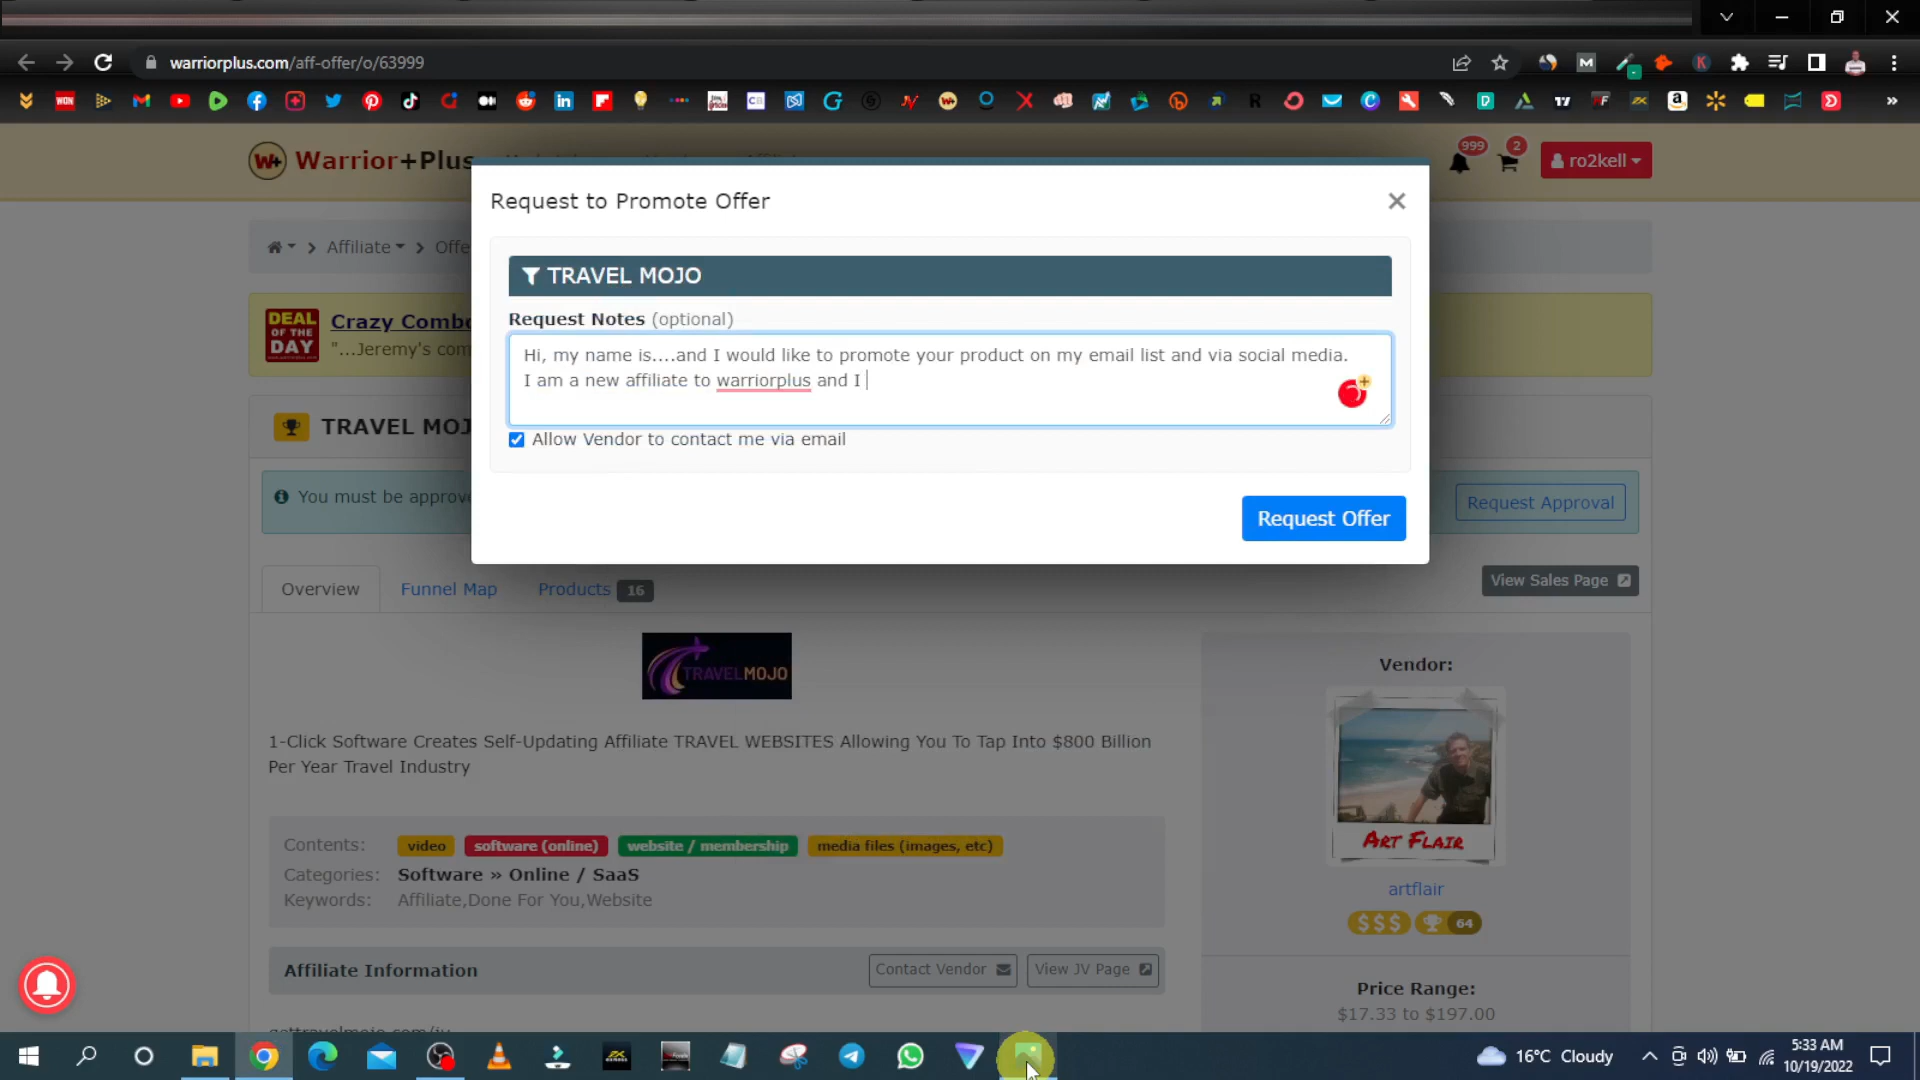 warriorplus.com/aff-offer/o/63999
Warrior+Plus
999
2
ro2kell
Request to Promote Offer
Affiliate
Offe
TRAVEL MOJO
Request Notes (optional)
Hi, my name is....and I would like to promote your product on my email list and via social media.
I am a new affiliate to warriorplus and I
Allow Vendor to contact me via email
Request Offer
DEAL
OF THE
DAY
Crazy Combo
"...Jeremy's com
TRAVEL MOJ
You must be approve
Request Approval
Overview
Funnel Map
Products 16
View Sales Page
TRAVELMOJO
1-Click Software Creates Self-Updating Affiliate TRAVEL WEBSITES Allowing You To Tap Into $800 Billion
Per Year Travel Industry
Contents: video software (online) website / membership media files (images, etc)
Categories: Software » Online / SaaS
Keywords: Affiliate,Done For You,Website
Affiliate Information
Contact Vendor
View JV Page
Vendor:
ART FLAIR
artflair
$$$ 64
Price Range:
$17.33 to $197.00
16°C Cloudy
5:33 AM
10/19/2022